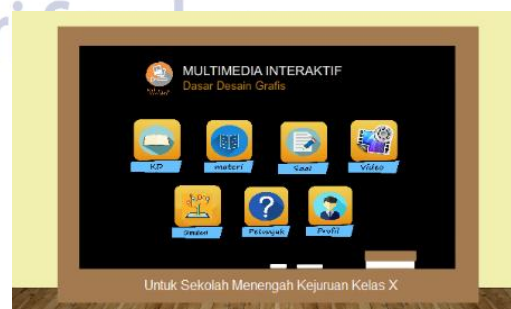 MULTIMEDIA INTERAKTIF
Dasar Desain Grafis
KD
materi
Soal
Video
Petunjuk
Profil
Untuk Sekolah Menengah Kejuruan Kelas X